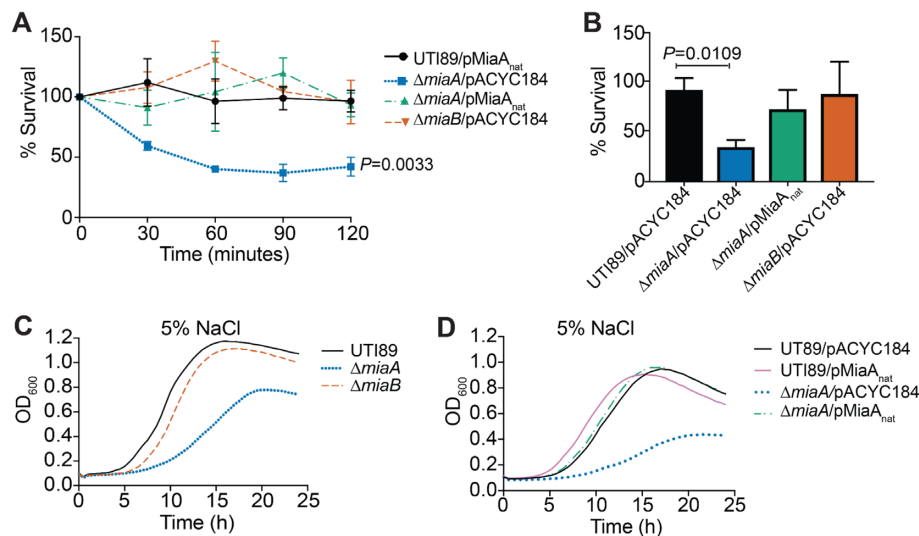 A
% Survival
150
100
50
0
0 30 60 90 120
Time (minutes)
UTI89/pMiaAnat
ΔmiaA/pACYC184
ΔmiaA/pMiaAnat
ΔmiaB/pACYC184
P=0.0033
B
% Survival
150
100
50
0
P=0.0109
UTI89/pACYC184
ΔmiaA/pACYC184
ΔmiaA/pMiaAnat
ΔmiaB/pACYC184
C
5% NaCl
OD600
1.2
1.0
0.8
0.6
0.4
0.2
0.0
0 5 10 15 20 25
Time (h)
UTI89
ΔmiaA
ΔmiaB
D
5% NaCl
OD600
1.2
1.0
0.8
0.6
0.4
0.2
0.0
0 5 10 15 20 25
Time (h)
UT89/pACYC184
UTI89/pMiaAnat
ΔmiaA/pACYC184
ΔmiaA/pMiaAnat